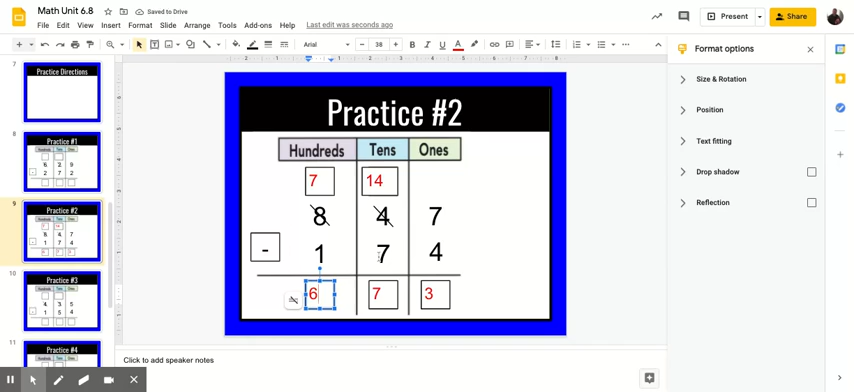 Math Unit 6.8
Saved to Drive
File Edit View Insert Format Slide Arrange Tools Add-ons Help Last edit was seconds ago
Present
Share
Arial
38
B I U A
Format options
Size & Rotation
Position
Text fitting
Drop shadow
Reflection
7
Practice Directions
8
Practice #1
9
Practice #2
10
Practice #3
11
Practice #4
Practice #2
Hundreds Tens Ones
7 14
8 4 7
- 1 7 4
6 7 3
Click to add speaker notes